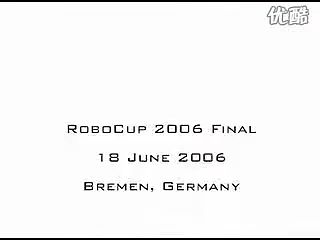 优酷
RoboCup 2006 Final
18 June 2006
Bremen, Germany